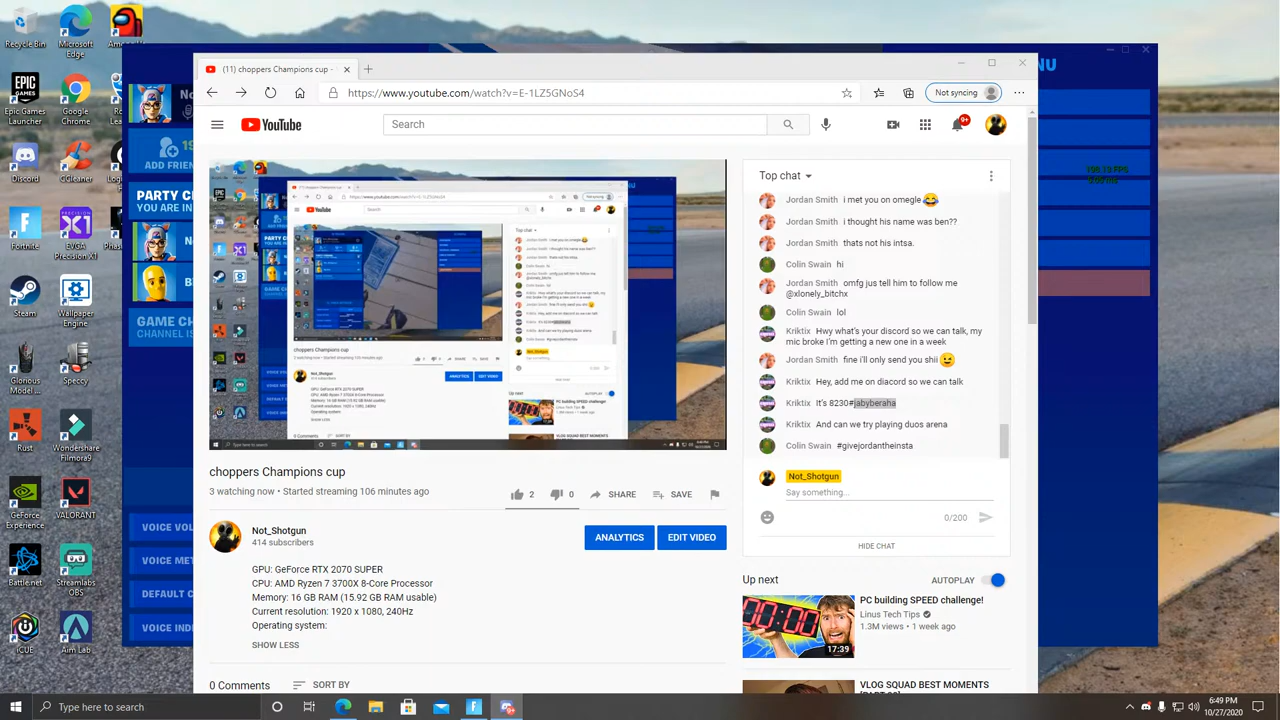 Recycle Bin
Microsoft Edge
Epic Games Launcher
Google Chrome
Discord
CCleaner
Fortnite
EVGA Precision X1
Steam
Wallpaper Engine
Glorious Model ...
Speccy
Rust
Wondershare Filmora9
GeForce Experience
VALORANT
Battle.net
Streamlabs OBS
iCUE
Aim Lab
ADD FRIEN
PARTY C
YOU ARE IN
GAME CH
CHANNEL IS
VOICE VOL
VOICE MET
DEFAULT C
VOICE INDI
NU
(11) choppers Champions cup -
https://www.youtube.com/watch?v=E-1LZ5GNoS4
Not syncing
YouTube
Search
9+
Top chat
Jordan Smith i met you on omegle
Jordan Smith i thought his name was ben??
Jordan Smith thats not his intsa.
Colin Swain hi
Jordan Smith omfg jus tell him to follow me
@xlonely_bitchx
Colin Swain lol
Kriktix Hwy what's your discord so we can talk, my
mic broke I'm getting a new one in a week
Jordan Smith fine i'll only send you shii
Kriktix Hey, add me on diacord so we can talk
Kriktix It's 8230#jabyberaha
Kriktix And can we try playing duos arena
Colin Swain #givejordantheinsta
Not_Shotgun
Say something...
0/200
HIDE CHAT
choppers Champions cup
3 watching now • Started streaming 106 minutes ago
2
0
SHARE
SAVE
Not_Shotgun
414 subscribers
ANALYTICS
EDIT VIDEO
GPU: GeForce RTX 2070 SUPER
CPU: AMD Ryzen 7 3700X 8-Core Processor
Memory: 16 GB RAM (15.92 GB RAM usable)
Current resolution: 1920 x 1080, 240Hz
Operating system:
SHOW LESS
0 Comments
SORT BY
Up next
AUTOPLAY
PC building SPEED challenge!
Linus Tech Tips
1.3M views • 1 week ago
17:39
VLOG SQUAD BEST MOMENTS
Type here to search
6:49 PM
10/27/2020